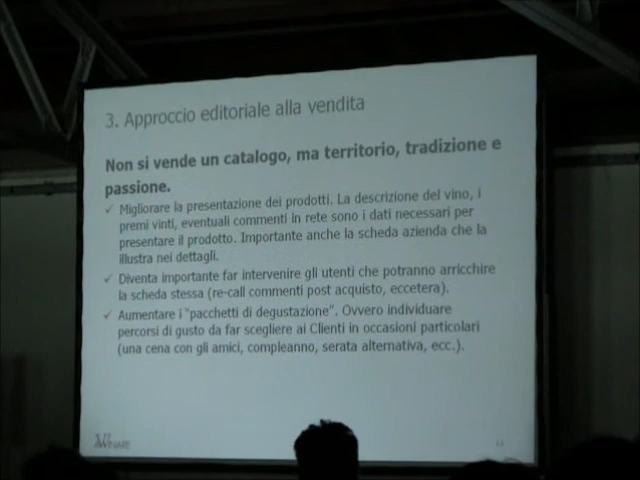 3. Approccio editoriale alla vendita
Non si vende un catalogo, ma territorio, tradizione e
passione.
✓ Migliorare la presentazione dei prodotti. La descrizione del vino, i
premi vinti, eventuali commenti in rete sono i dati necessari per
presentare il prodotto. Importante anche la scheda azienda che la
illustra nei dettagli.
✓ Diventa importante far intervenire gli utenti che potranno arricchire
la scheda stessa (re-call commenti post acquisto, eccetera).
✓ Aumentare i "pacchetti di degustazione". Ovvero individuare
percorsi di gusto da far scegliere ai Clienti in occasioni particolari
(una cena con gli amici, compleanno, serata alternativa, ecc.).